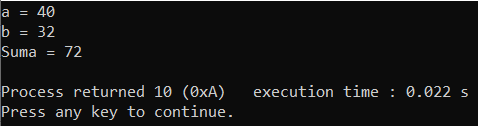 a = 40
b = 32
Suma = 72
Process returned 10 (0xA)   execution time : 0.022 s
Press any key to continue.